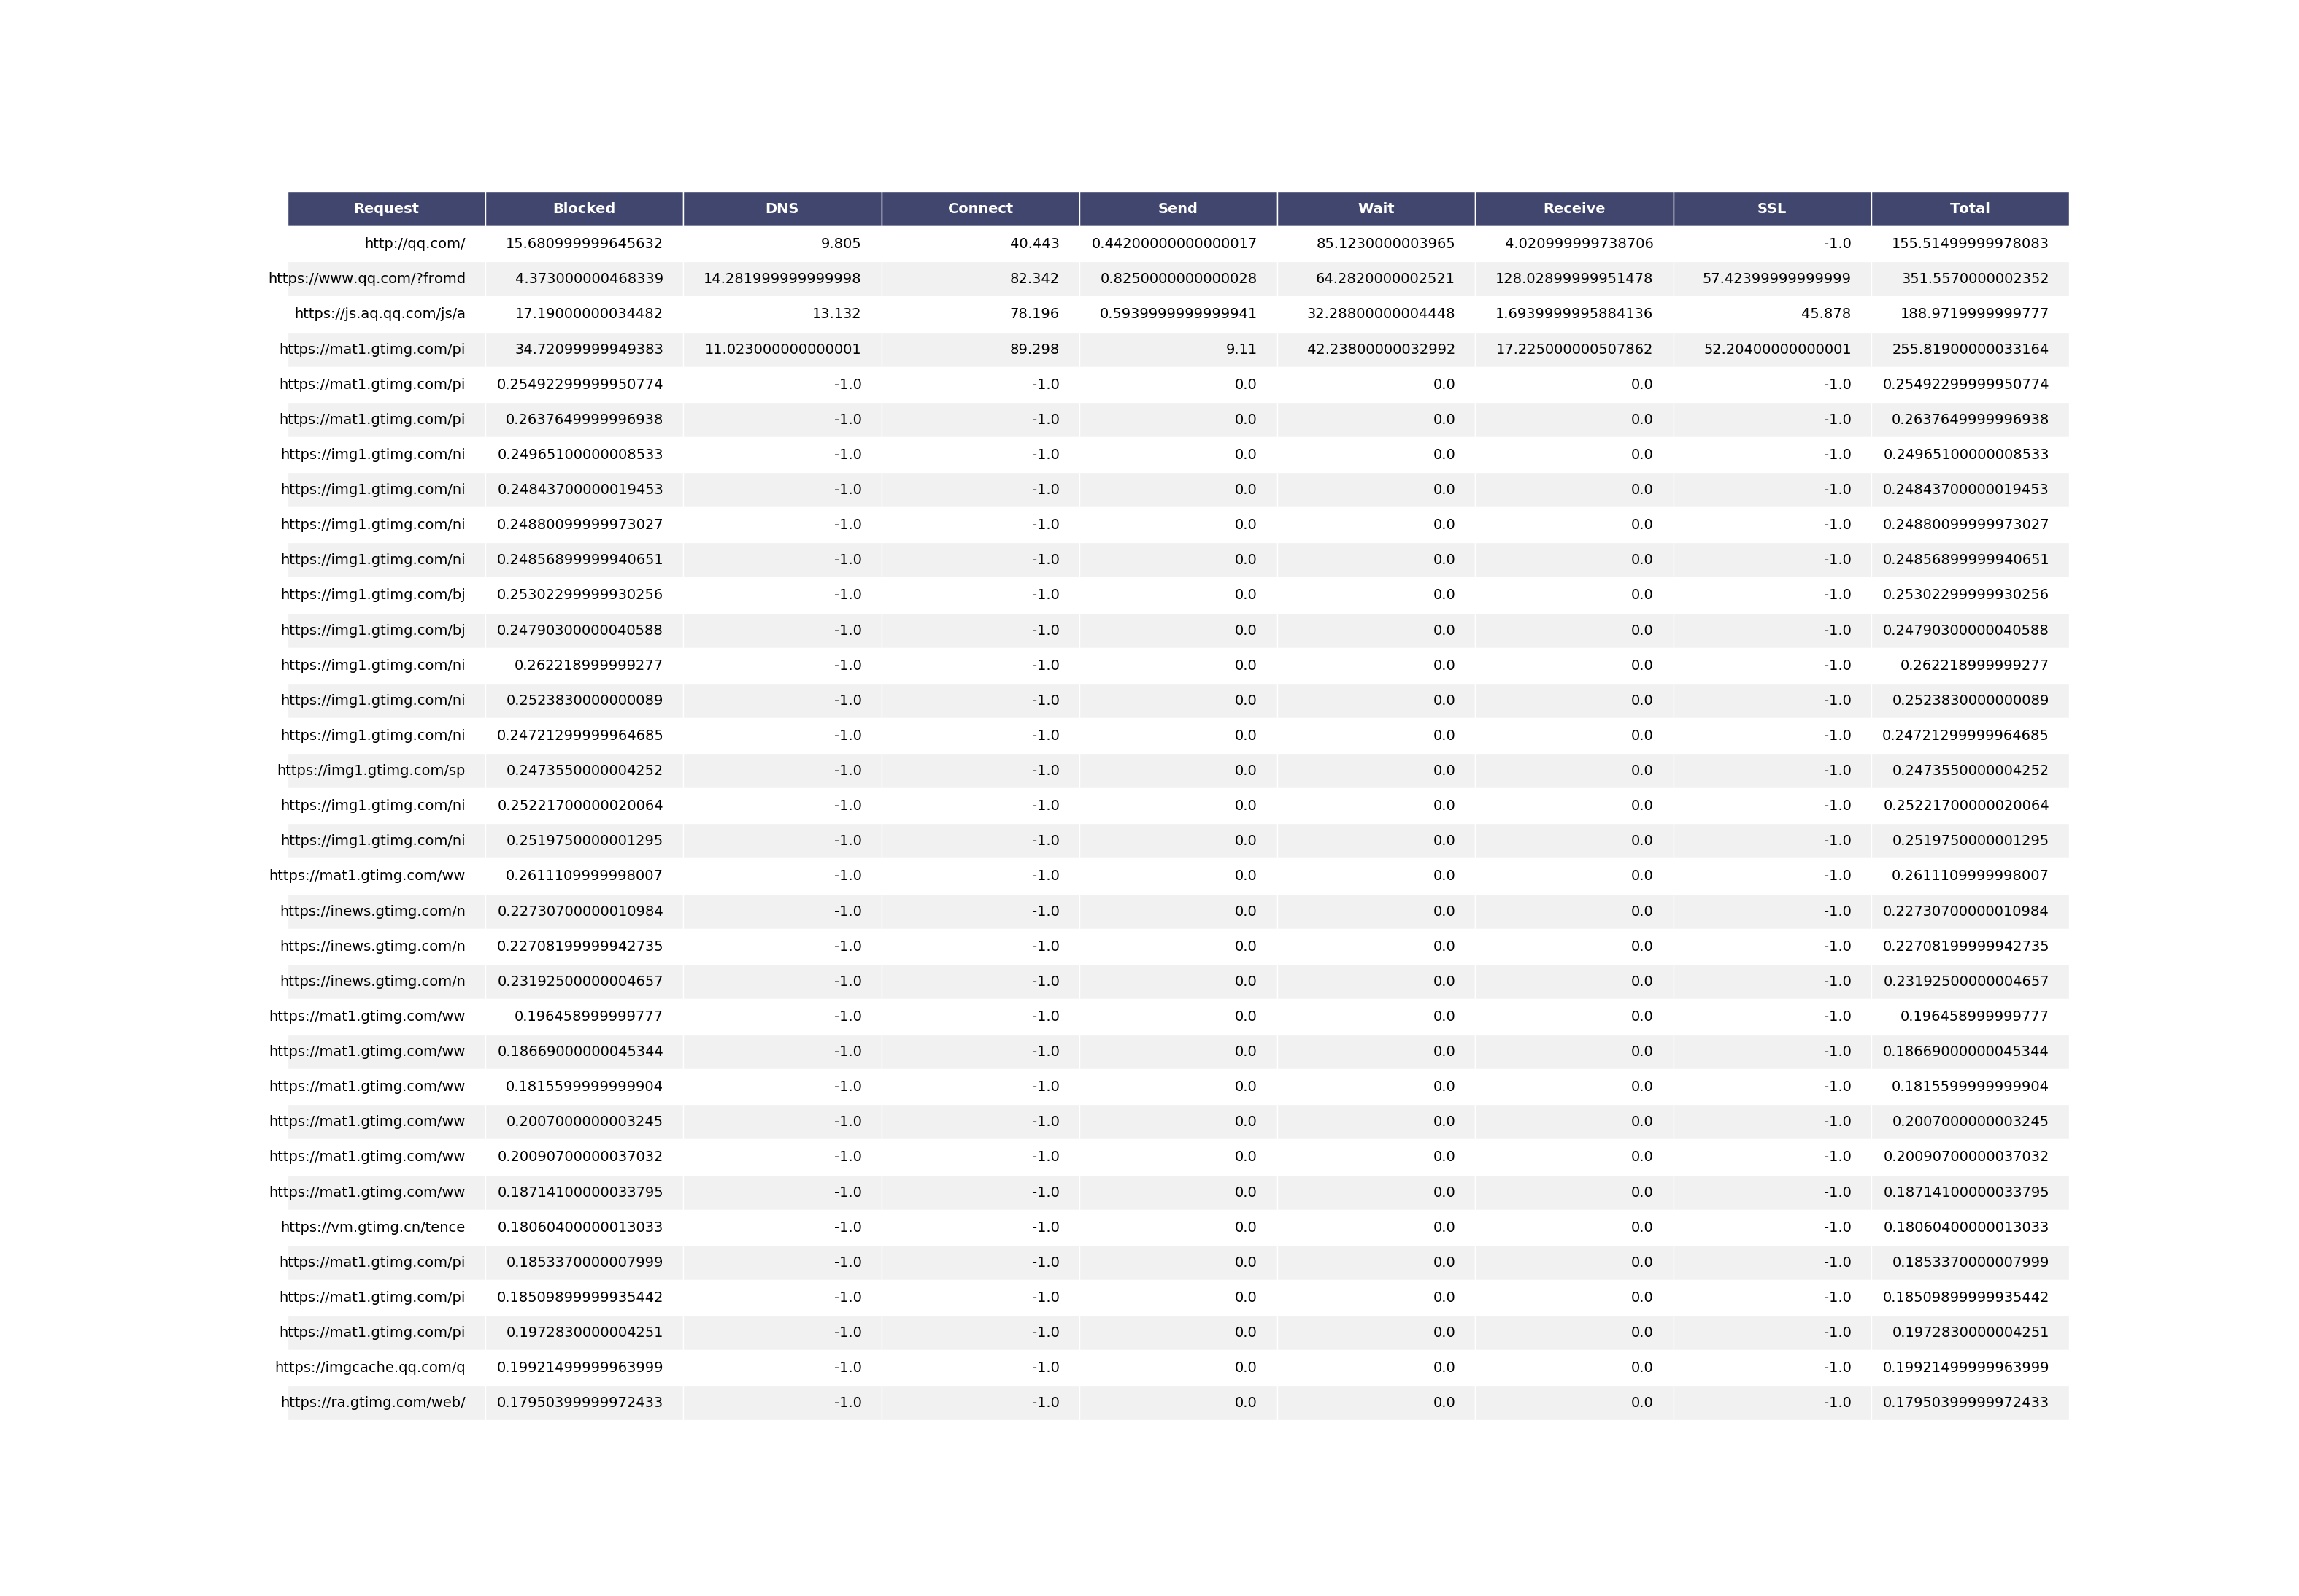 Request Blocked DNS Connect Send Wait Receive SSL Total
http://qq.com/ 15.680999999645632 9.805 40.443 0.44200000000000017 85.1230000003965 4.020999999738706 -1.0 155.51499999978083
https://www.qq.com/?fromd 4.373000000468339 14.281999999999998 82.342 0.8250000000000028 64.2820000002521 128.02899999951478 57.42399999999999 351.5570000002352
https://js.aq.qq.com/js/a 17.19000000034482 13.132 78.196 0.5939999999999941 32.28800000004448 1.6939999995884136 45.878 188.9719999999777
https://mat1.gtimg.com/pi 34.72099999949383 11.023000000000001 89.298 9.11 42.23800000032992 17.225000000507862 52.20400000000001 255.81900000033164
https://mat1.gtimg.com/pi 0.25492299999950774 -1.0 -1.0 0.0 0.0 0.0 -1.0 0.25492299999950774
https://mat1.gtimg.com/pi 0.2637649999996938 -1.0 -1.0 0.0 0.0 0.0 -1.0 0.2637649999996938
https://img1.gtimg.com/ni 0.24965100000008533 -1.0 -1.0 0.0 0.0 0.0 -1.0 0.24965100000008533
https://img1.gtimg.com/ni 0.24843700000019453 -1.0 -1.0 0.0 0.0 0.0 -1.0 0.24843700000019453
https://img1.gtimg.com/ni 0.24880099999973027 -1.0 -1.0 0.0 0.0 0.0 -1.0 0.24880099999973027
https://img1.gtimg.com/ni 0.24856899999940651 -1.0 -1.0 0.0 0.0 0.0 -1.0 0.24856899999940651
https://img1.gtimg.com/bj 0.25302299999930256 -1.0 -1.0 0.0 0.0 0.0 -1.0 0.25302299999930256
https://img1.gtimg.com/bj 0.24790300000040588 -1.0 -1.0 0.0 0.0 0.0 -1.0 0.24790300000040588
https://img1.gtimg.com/ni 0.262218999999277 -1.0 -1.0 0.0 0.0 0.0 -1.0 0.262218999999277
https://img1.gtimg.com/ni 0.2523830000000089 -1.0 -1.0 0.0 0.0 0.0 -1.0 0.2523830000000089
https://img1.gtimg.com/ni 0.24721299999964685 -1.0 -1.0 0.0 0.0 0.0 -1.0 0.24721299999964685
https://img1.gtimg.com/sp 0.2473550000004252 -1.0 -1.0 0.0 0.0 0.0 -1.0 0.2473550000004252
https://img1.gtimg.com/ni 0.25221700000020064 -1.0 -1.0 0.0 0.0 0.0 -1.0 0.25221700000020064
https://img1.gtimg.com/ni 0.2519750000001295 -1.0 -1.0 0.0 0.0 0.0 -1.0 0.2519750000001295
https://mat1.gtimg.com/ww 0.2611109999998007 -1.0 -1.0 0.0 0.0 0.0 -1.0 0.2611109999998007
https://inews.gtimg.com/n 0.22730700000010984 -1.0 -1.0 0.0 0.0 0.0 -1.0 0.22730700000010984
https://inews.gtimg.com/n 0.22708199999942735 -1.0 -1.0 0.0 0.0 0.0 -1.0 0.22708199999942735
https://inews.gtimg.com/n 0.23192500000004657 -1.0 -1.0 0.0 0.0 0.0 -1.0 0.23192500000004657
https://mat1.gtimg.com/ww 0.196458999999777 -1.0 -1.0 0.0 0.0 0.0 -1.0 0.196458999999777
https://mat1.gtimg.com/ww 0.18669000000045344 -1.0 -1.0 0.0 0.0 0.0 -1.0 0.18669000000045344
https://mat1.gtimg.com/ww 0.1815599999999904 -1.0 -1.0 0.0 0.0 0.0 -1.0 0.1815599999999904
https://mat1.gtimg.com/ww 0.2007000000003245 -1.0 -1.0 0.0 0.0 0.0 -1.0 0.2007000000003245
https://mat1.gtimg.com/ww 0.20090700000037032 -1.0 -1.0 0.0 0.0 0.0 -1.0 0.20090700000037032
https://mat1.gtimg.com/ww 0.18714100000033795 -1.0 -1.0 0.0 0.0 0.0 -1.0 0.18714100000033795
https://vm.gtimg.cn/tence 0.18060400000013033 -1.0 -1.0 0.0 0.0 0.0 -1.0 0.18060400000013033
https://mat1.gtimg.com/pi 0.1853370000007999 -1.0 -1.0 0.0 0.0 0.0 -1.0 0.1853370000007999
https://mat1.gtimg.com/pi 0.18509899999935442 -1.0 -1.0 0.0 0.0 0.0 -1.0 0.18509899999935442
https://mat1.gtimg.com/pi 0.1972830000004251 -1.0 -1.0 0.0 0.0 0.0 -1.0 0.1972830000004251
https://imgcache.qq.com/q 0.19921499999963999 -1.0 -1.0 0.0 0.0 0.0 -1.0 0.19921499999963999
https://ra.gtimg.com/web/ 0.17950399999972433 -1.0 -1.0 0.0 0.0 0.0 -1.0 0.17950399999972433